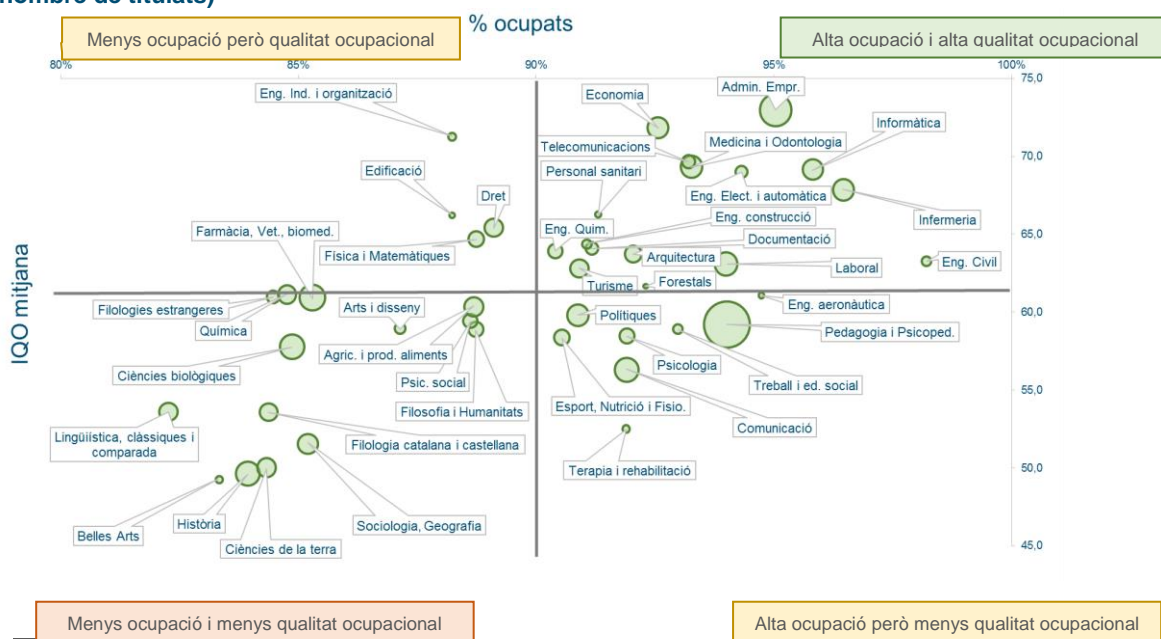 nombre de titulats)
% ocupats
Menys ocupació però qualitat ocupacional
Alta ocupació i alta qualitat ocupacional
80%
85%
90%
95%
100%
75,0
Eng. Ind. i organització
Economia
Admin. Empr.
Informàtica
Telecomunicacions
Medicina i Odontologia
70,0
Edificació
Personal sanitari
Dret
Eng. Elect. i automàtica
Eng. construcció
Infermeria
Farmàcia, Vet., biomed.
Eng. Quim.
Documentació
65,0
Física i Matemàtiques
Arquitectura
Laboral
Eng. Civil
Turisme
Forestals
IQO mitjana
Filologies estrangeres
Arts i disseny
Eng. aeronàutica
60,0
Química
Polítiques
Pedagogia i Psicoped.
Agric. i prod. aliments
Psicologia
Ciències biològiques
Psic. social
Treball i ed. social
Filosofia i Humanitats
Esport, Nutrició i Fisio.
55,0
Comunicació
Lingüíistica, clàssiques i
comparada
Filologia catalana i castellana
Terapia i rehabilitació
50,0
Història
Sociologia, Geografia
Belles Arts
Ciències de la terra
45,0
Menys ocupació i menys qualitat ocupacional
Alta ocupació però menys qualitat ocupacional